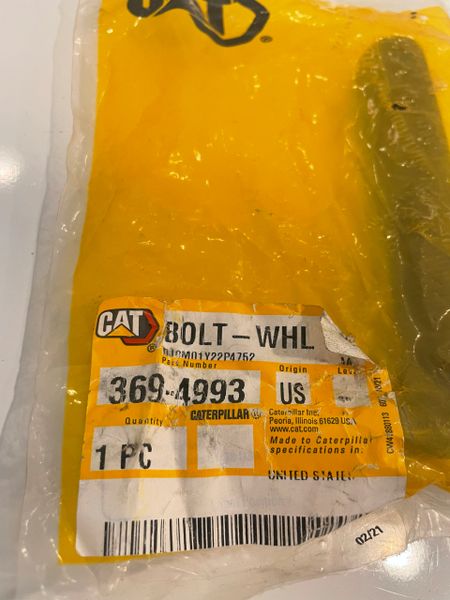 CAT
®
CAT
®
BOLT-WHL
Part Number
Origin
369-4993
US
Quantity
CATERPILLAR®
Caterpillar Inc.
Peoria, Illinois 61629 USA
www.cat.com
Made to Caterpillar
specifications in:
1 PC
UNITED STATES
02/21